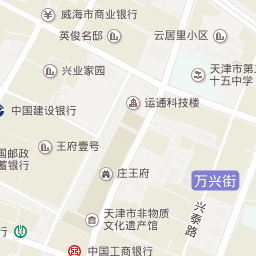 威海市商业银行
英俊名邸
云居里小区
兴业家园
天津市第
十五中学
运通科技楼
中国建设银行
王府壹号
国邮政
蓄银行
庄王府
万兴街
天津市非物质
文化遗产馆
兴泰路
行
中国工商银行